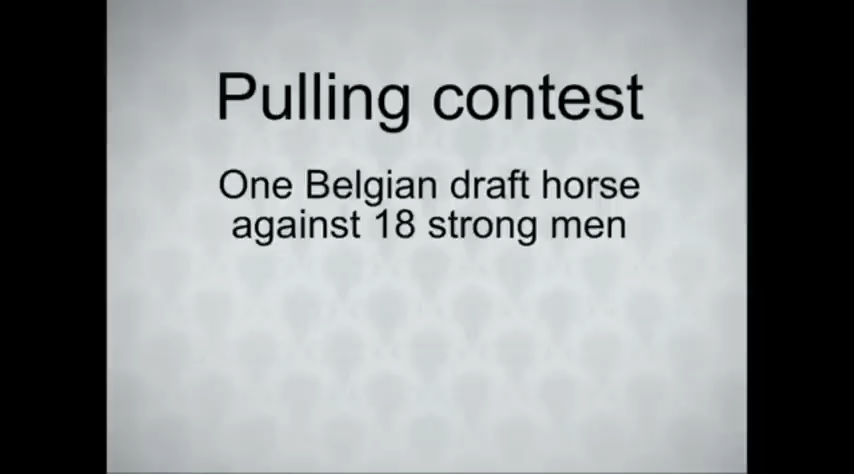 Pulling contest
One Belgian draft horse
against 18 strong men